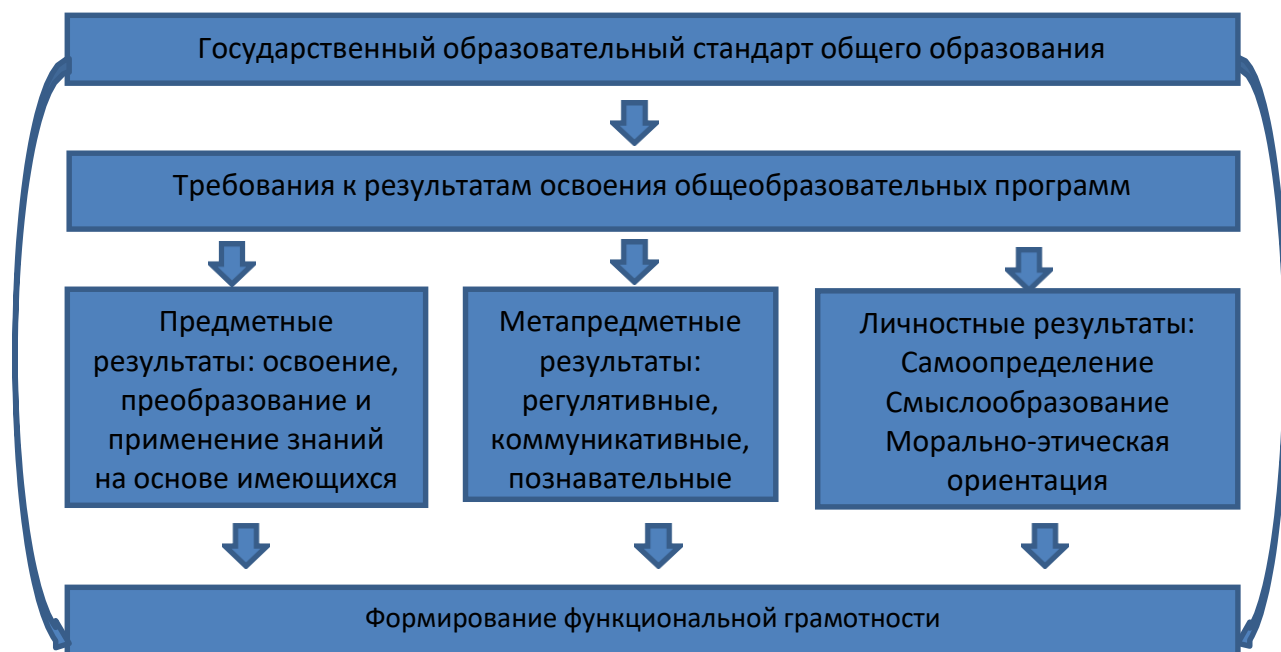 Государственный образовательный стандарт общего образования
Требования к результатам освоения общеобразовательных программ
Предметные
результаты: освоение,
преобразование и
применение знаний
на основе имеющихся
Метапредметные
результаты:
регулятивные,
коммуникативные,
познавательные
Личностные результаты:
Самоопределение
Смыслообразование
Морально-этическая
ориентация
Формирование функциональной грамотности